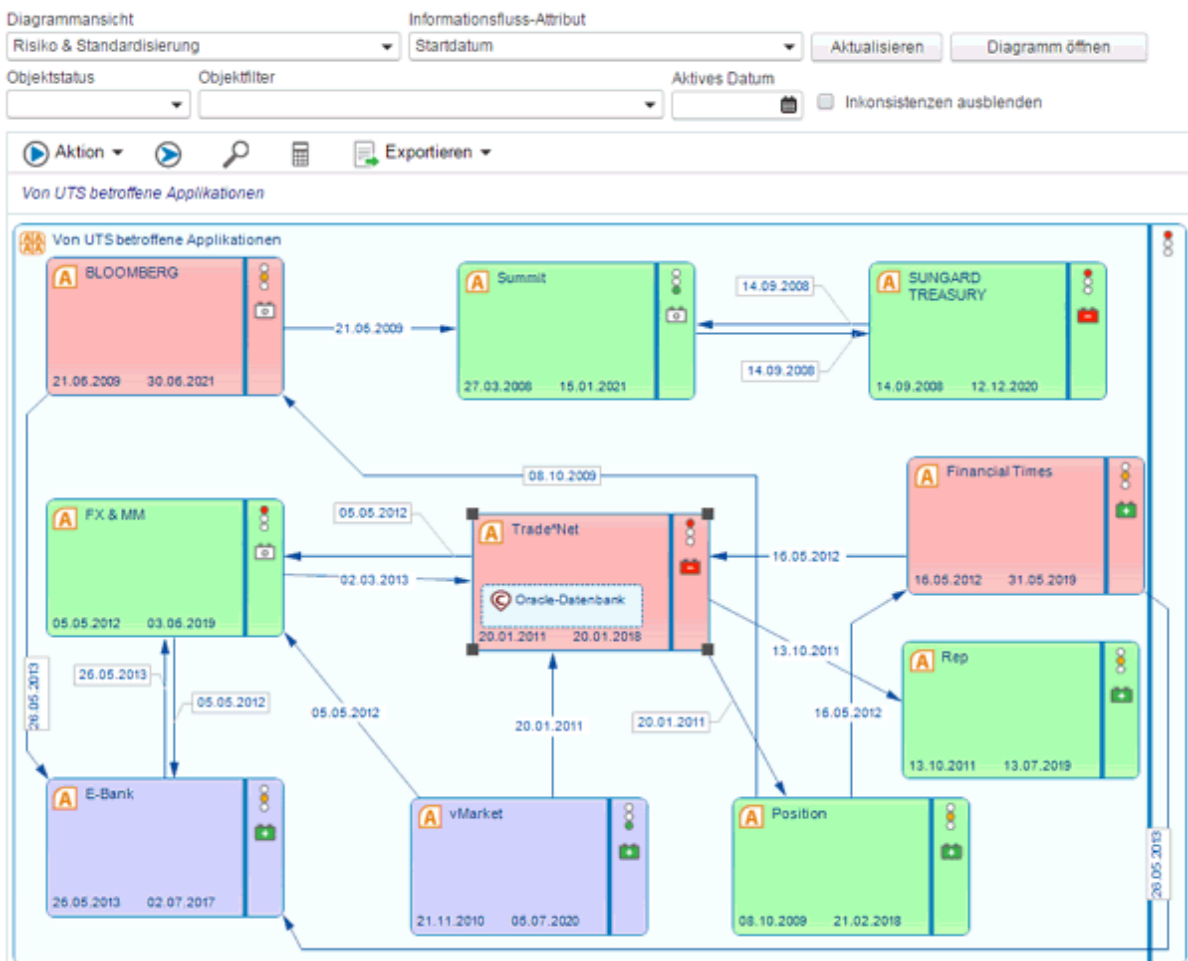 Diagrammansicht
Informationsfluss-Attribut
Risiko & Standardisierung
Startdatum
Aktualisieren
Diagramm öffnen
Objektstatus
Objektfilter
Aktives Datum
Inkonsistenzen ausblenden
Aktion
Exportieren
Von UTS betroffene Applikationen
Von UTS betroffene Applikationen
A BLOOMBERG
21.06.2009 30.06.2021
21.06.2009
A Summit
27.03.2008 15.01.2021
14.09.2008
14.09.2008
A SUNGARD
TREASURY
14.09.2008 12.12.2020
08.10.2009
A Financial Times
16.05.2012 31.05.2019
A FX & MM
05.05.2012 03.06.2019
05.05.2012
02.03.2013
A Trade*Net
C Oracle-Datenbank
20.01.2011 20.01.2018
16.05.2012
13.10.2011
A Rep
13.10.2011 13.07.2019
26.05.2013
26.05.2013
05.05.2012
05.05.2012
20.01.2011
20.01.2011
16.05.2012
A E-Bank
26.05.2013 02.07.2017
A vMarket
21.11.2010 05.07.2020
A Position
08.10.2009 21.02.2018
26.05.2013